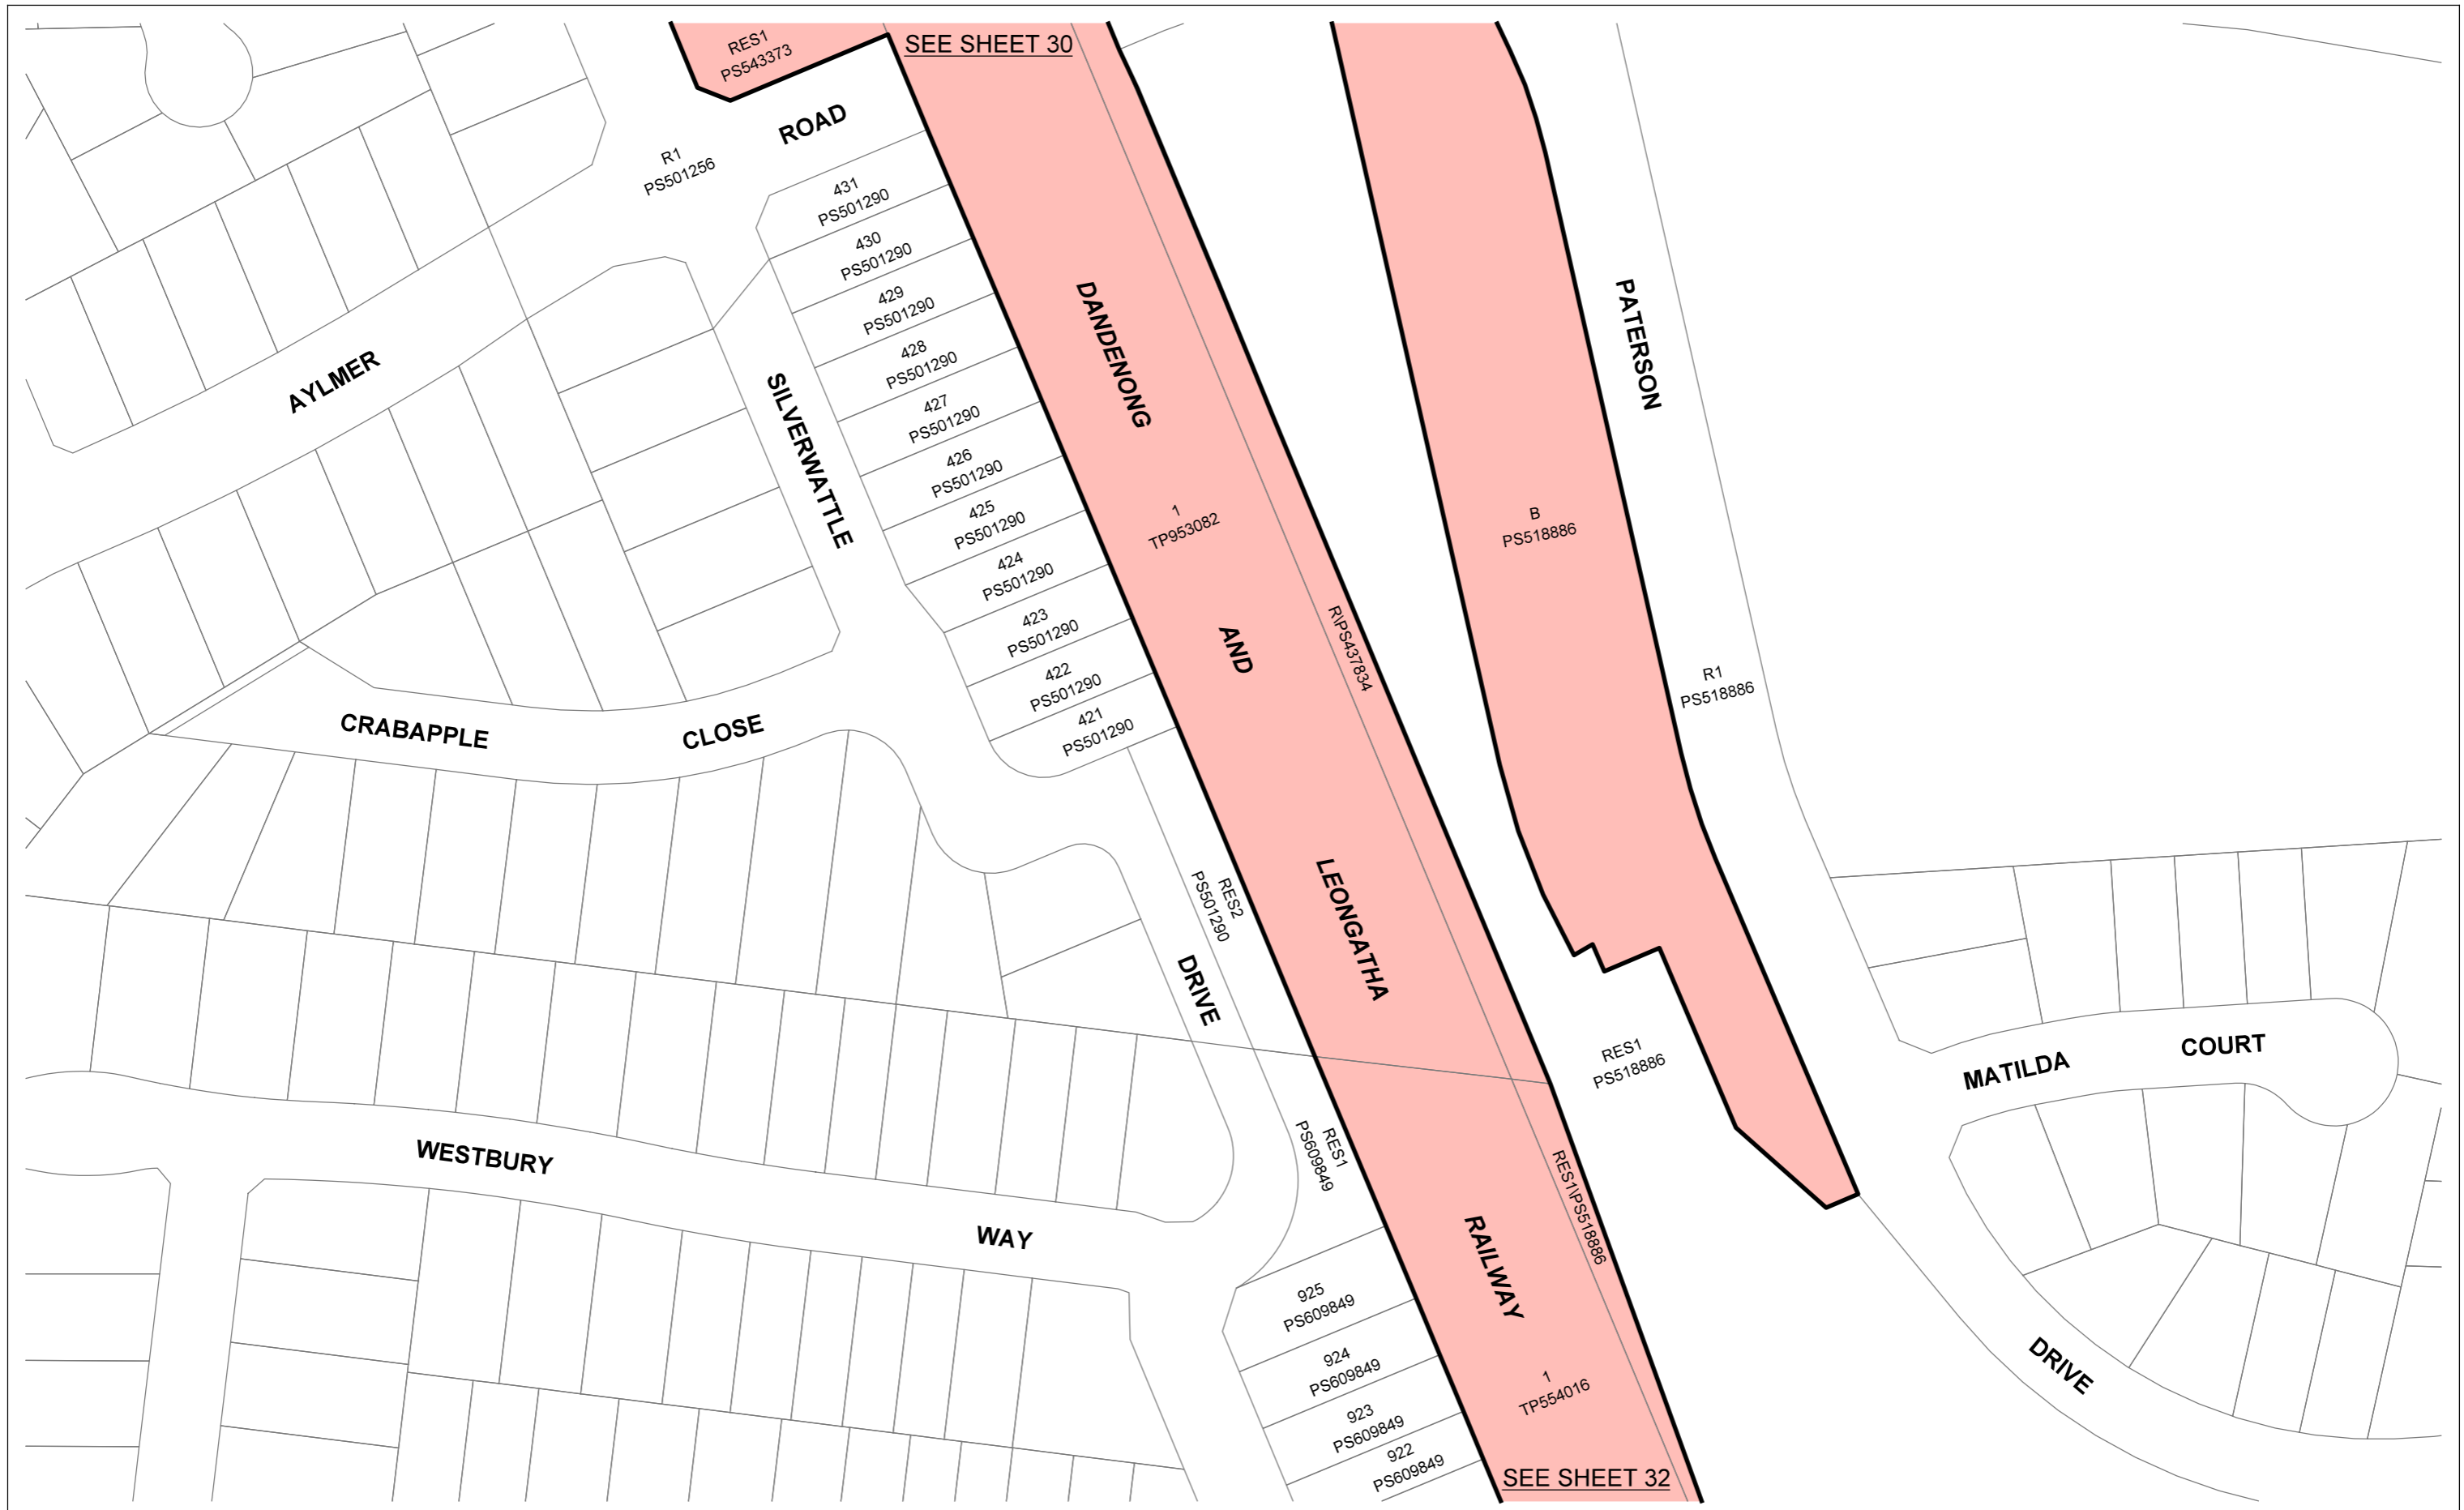 RES1
PS543373
SEE SHEET 30
ROAD
R1
PS501256
431
PS501290
430
PS501290
429
PS501290
428
PS501290
427
PS501290
426
PS501290
425
PS501290
424
PS501290
423
PS501290
422
PS501290
421
PS501290
AYLMER
SILVERWATTLE
DANDENONG
PATERSON
1
TP953082
B
PS518886
AND
R\PS437834
R1
PS518886
CRABAPPLE
CLOSE
RES2
PS501290
LEONGATHA
DRIVE
RES1
PS518886
MATILDA
COURT
WESTBURY
WAY
RES1
PS609849
RES1\PS518886
RAILWAY
925
PS609849
924
PS609849
923
PS609849
922
PS609849
1
TP554016
DRIVE
SEE SHEET 32